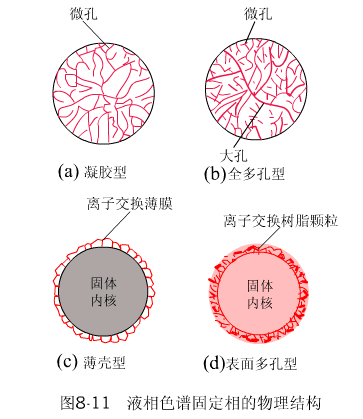 微孔
微孔
大孔
(a) 凝胶型
(b) 全多孔型
离子交换薄膜
离子交换树脂颗粒
固体
内核
固体
内核
(c) 薄壳型
(d) 表面多孔型
图8-11 液相色谱固定相的物理结构